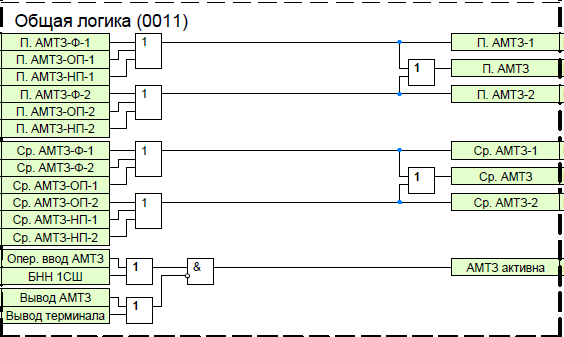 Общая логика (0011)
П. АМТЗ-Ф-1
1
П. АМТЗ-1
П. АМТЗ-ОП-1
П. АМТЗ-НП-1
1
П. АМТЗ
П. АМТЗ-Ф-2
1
П. АМТЗ-2
П. АМТЗ-ОП-2
П. АМТЗ-НП-2
Ср. АМТЗ-Ф-1
1
Ср. АМТЗ-1
Ср. АМТЗ-Ф-2
Ср. АМТЗ-ОП-1
1
Ср. АМТЗ
Ср. АМТЗ-ОП-2
1
Ср. АМТЗ-2
Ср. АМТЗ-НП-1
Ср. АМТЗ-НП-2
Опер. ввод АМТЗ
1
&
АМТЗ активна
БНН 1СШ
Вывод АМТЗ
1
Вывод терминала